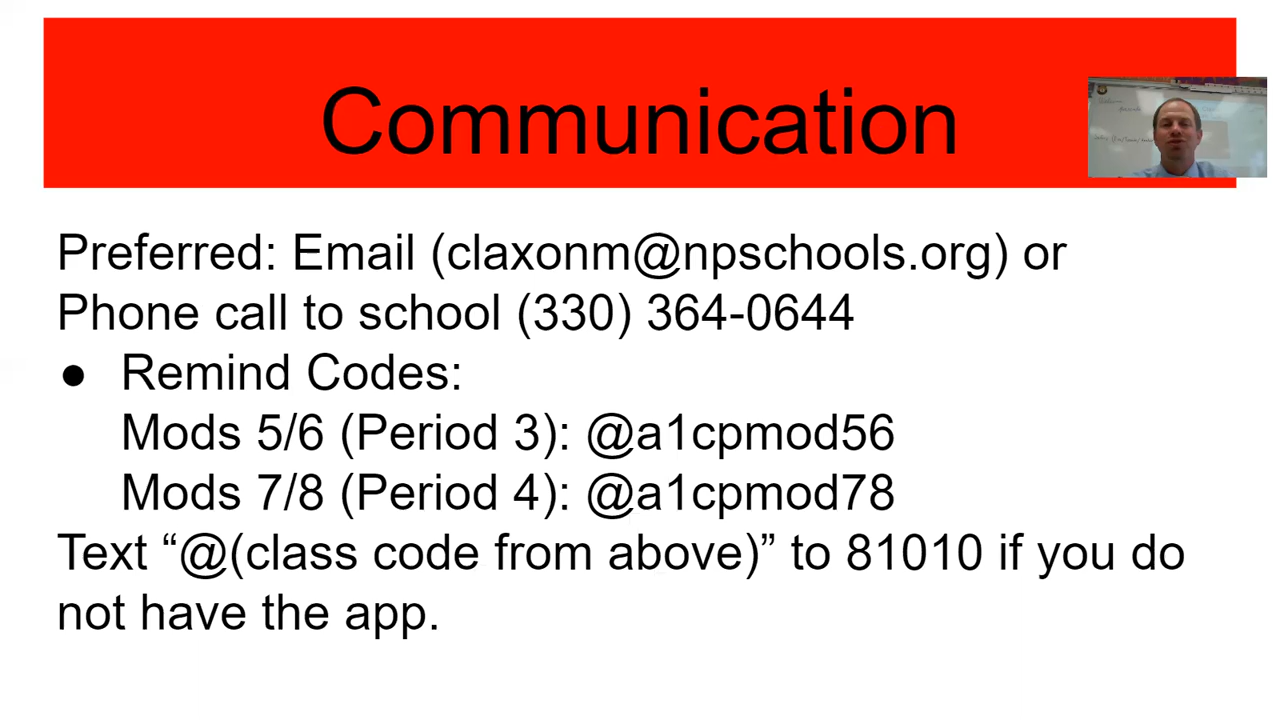 Communication
Preferred: Email (claxonm@npschools.org) or
Phone call to school (330) 364-0644
● Remind Codes:
Mods 5/6 (Period 3): @a1cpmod56
Mods 7/8 (Period 4): @a1cpmod78
Text “@(class code from above)” to 81010 if you do
not have the app.